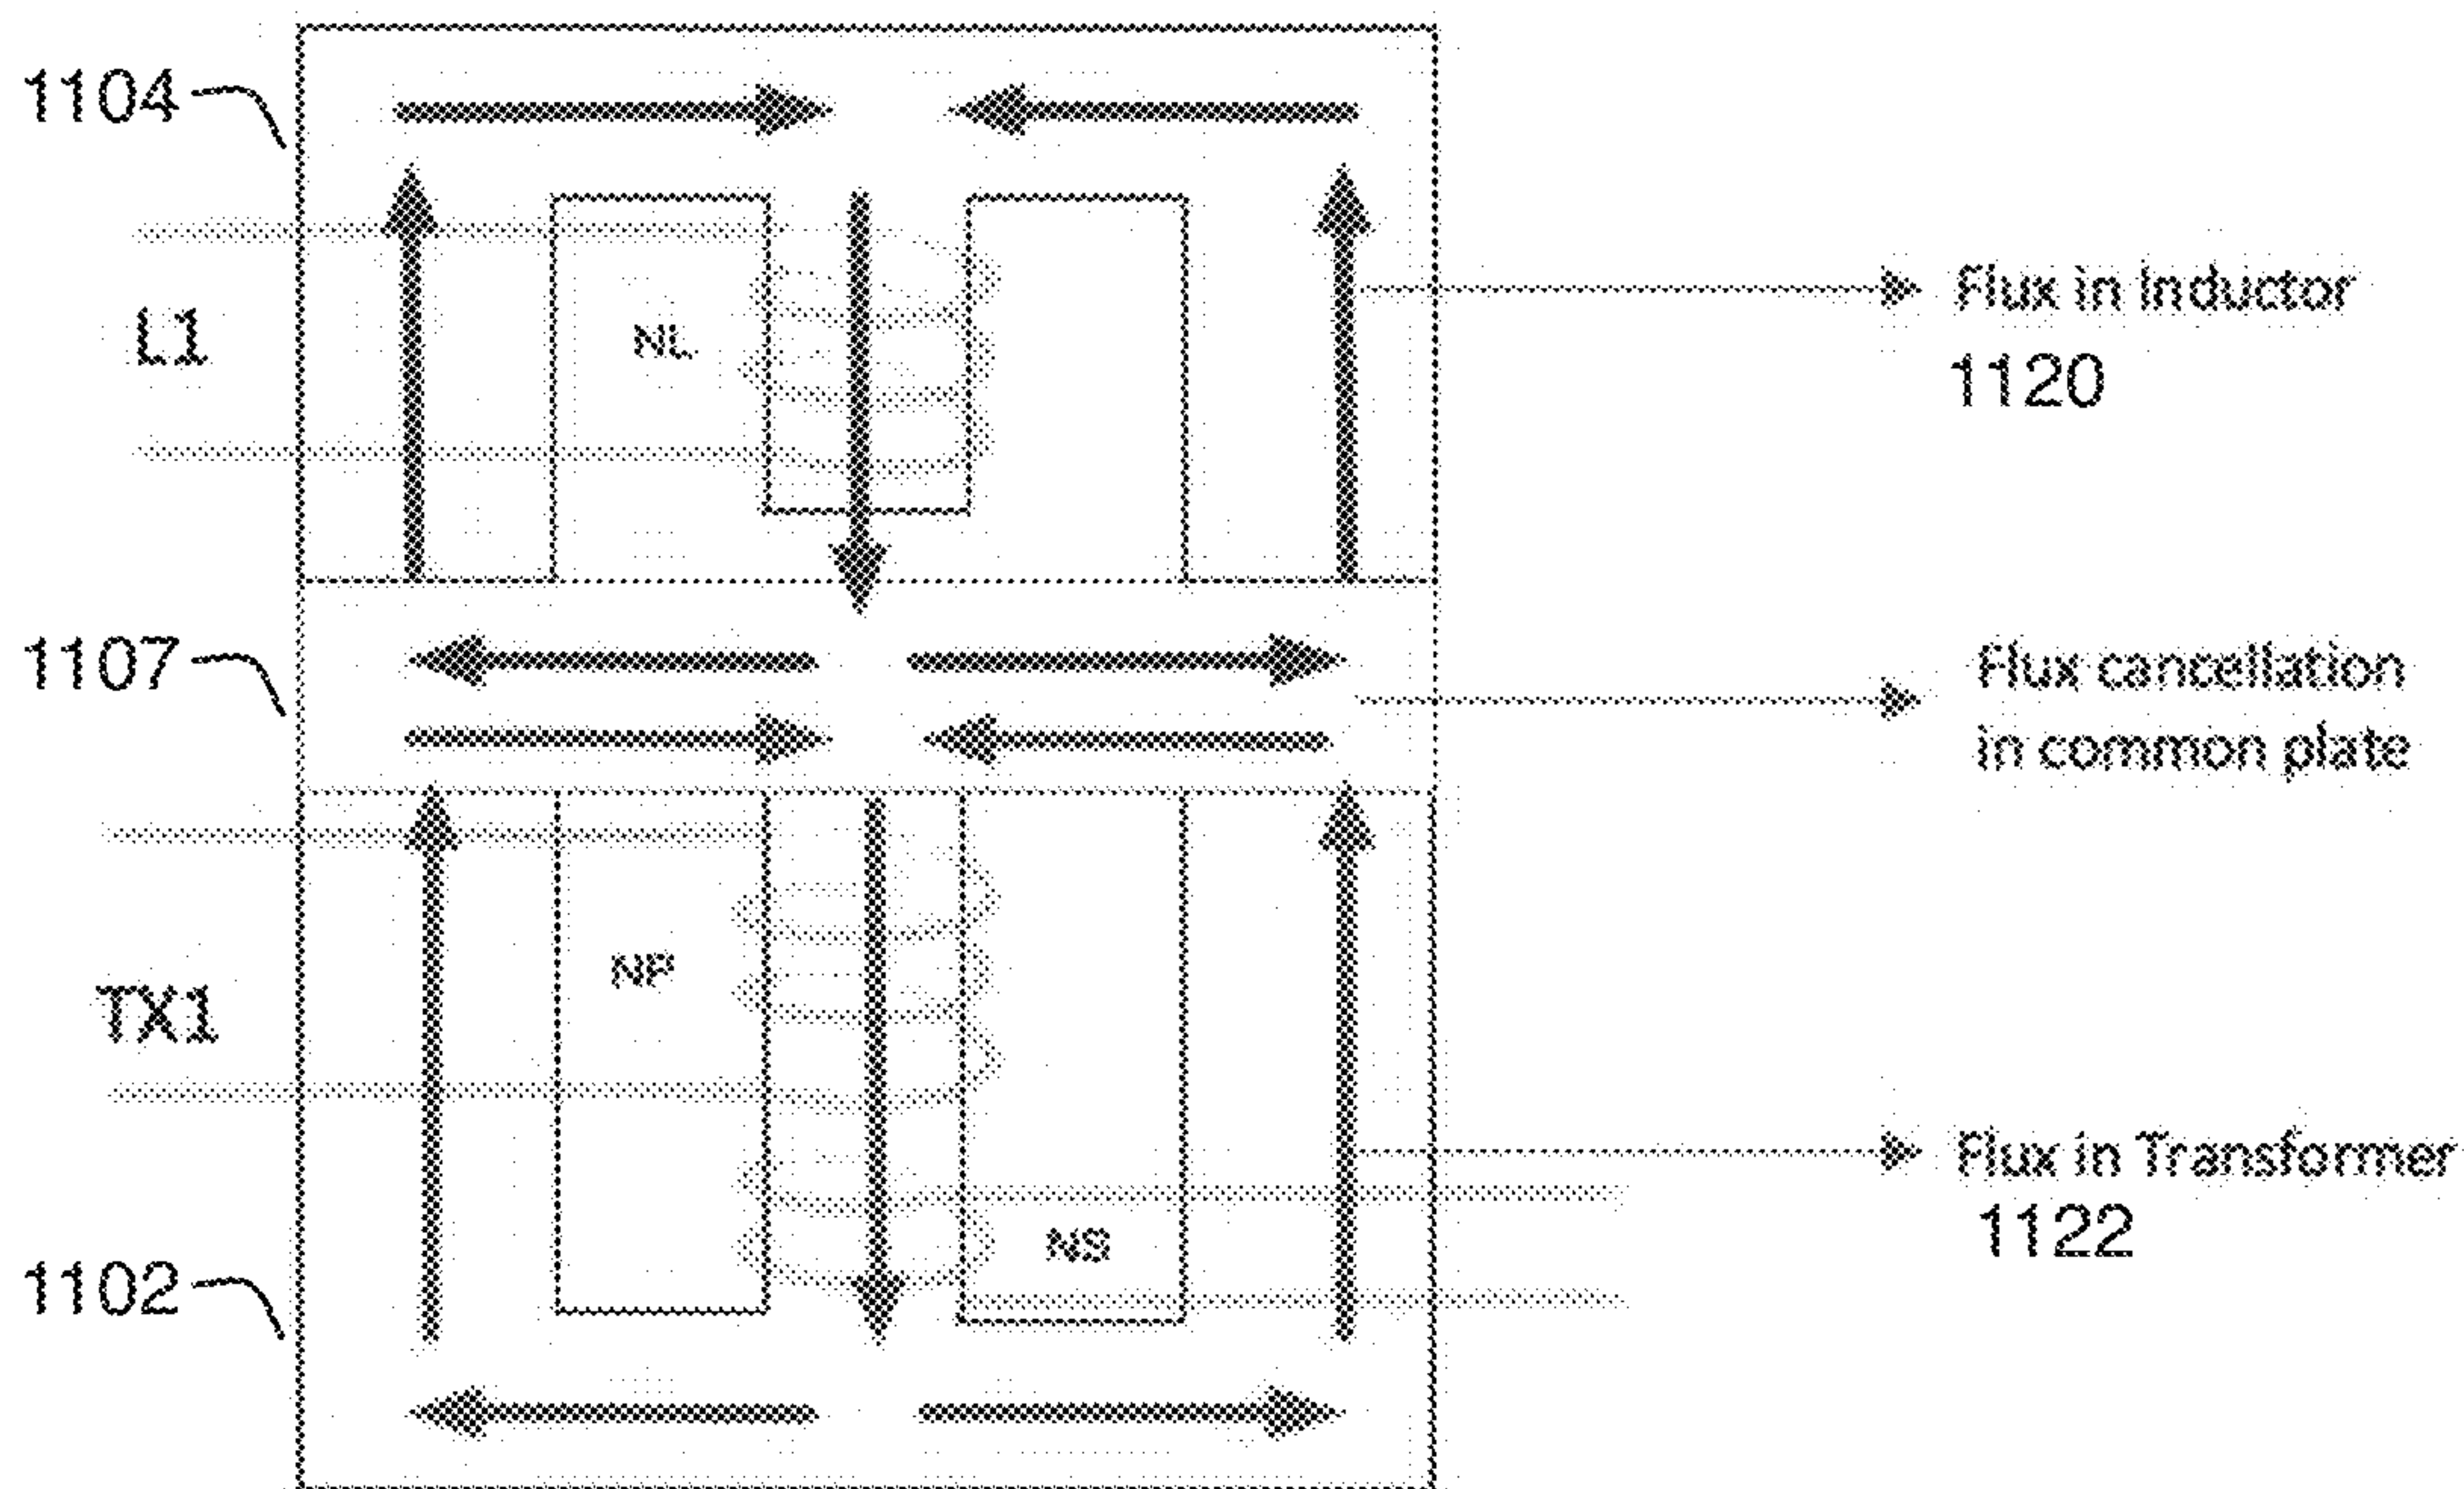 1104
L1
NL
Flux in Inductor
1120
1107
Flux cancellation
in common plate
TX1
NP
NS
Flux in Transformer
1122
1102